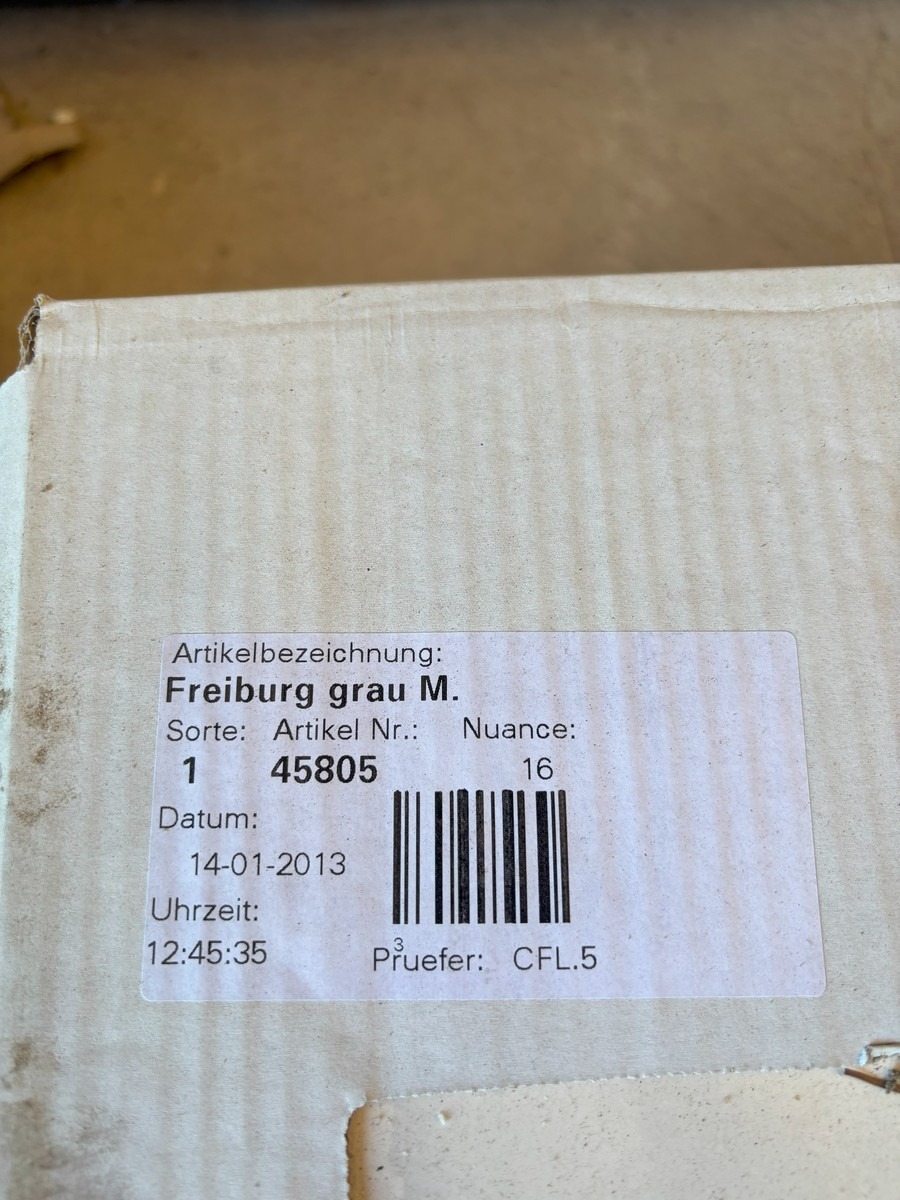 Artikelbezeichnung:
Freiburg grau M.
Sorte: Artikel Nr.: Nuance:
1 45805 16
Datum:
14-01-2013
Uhrzeit:
12:45:35
3
Pruefer: CFL.5